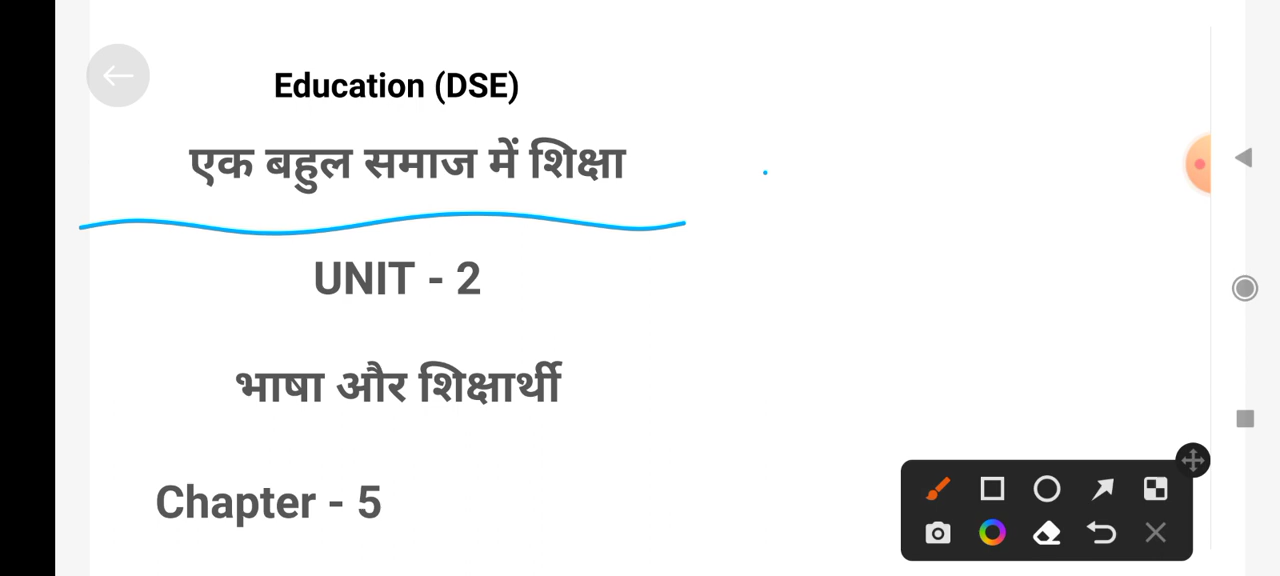 Education (DSE)
एक बहुल समाज में शिक्षा
UNIT - 2
भाषा और शिक्षार्थी
Chapter - 5